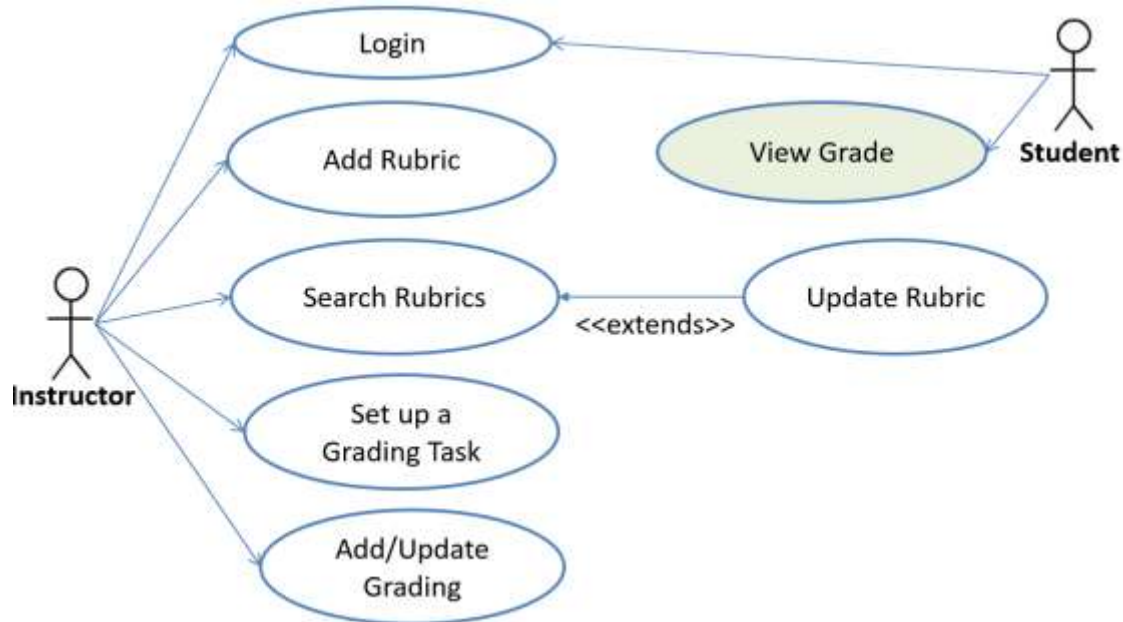 Login
Add Rubric
View Grade
Student
Search Rubrics
<<extends>>
Update Rubric
Instructor
Set up a
Grading Task
Add/Update
Grading